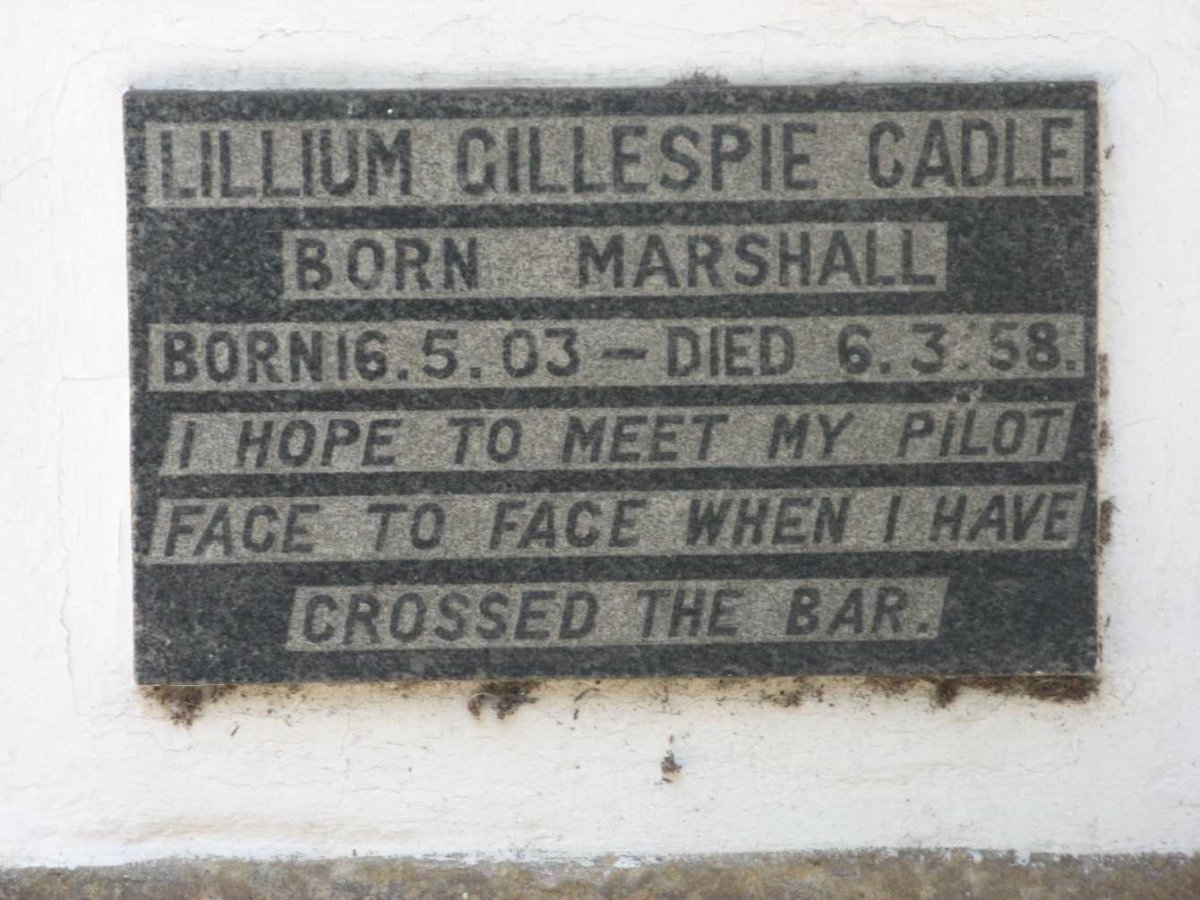 LILLIUM GILLESPIE CADLE
BORN MARSHALL
BORN 16.5.03 – DIED 6.3.58.
I HOPE TO MEET MY PILOT
FACE TO FACE WHEN I HAVE
CROSSED THE BAR.